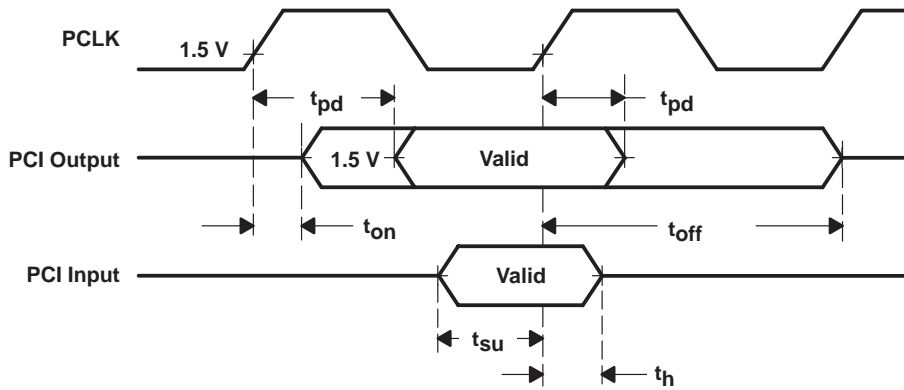 PCLK
1.5 V
tpd
tpd
PCI Output
1.5 V
Valid
ton
toff
PCI Input
Valid
tsu
th